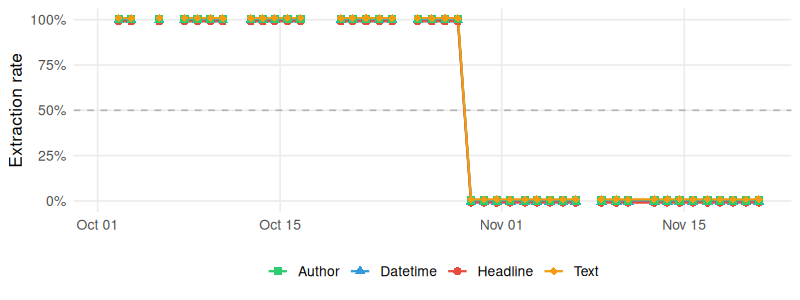 Extraction rate
100%
75%
50%
25%
0%
Oct 01 Oct 15 Nov 01 Nov 15
Author Datetime Headline Text